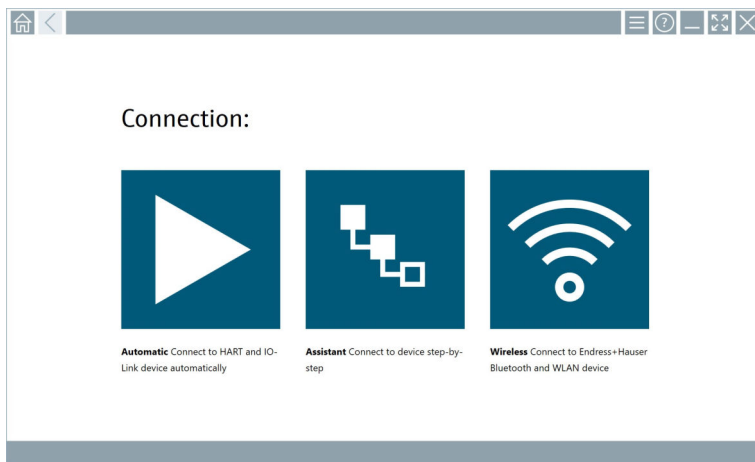 Connection:
Automatic Connect to HART and IO-
Link device automatically
Assistant Connect to device step-by-
step
Wireless Connect to Endress+Hauser
Bluetooth and WLAN device